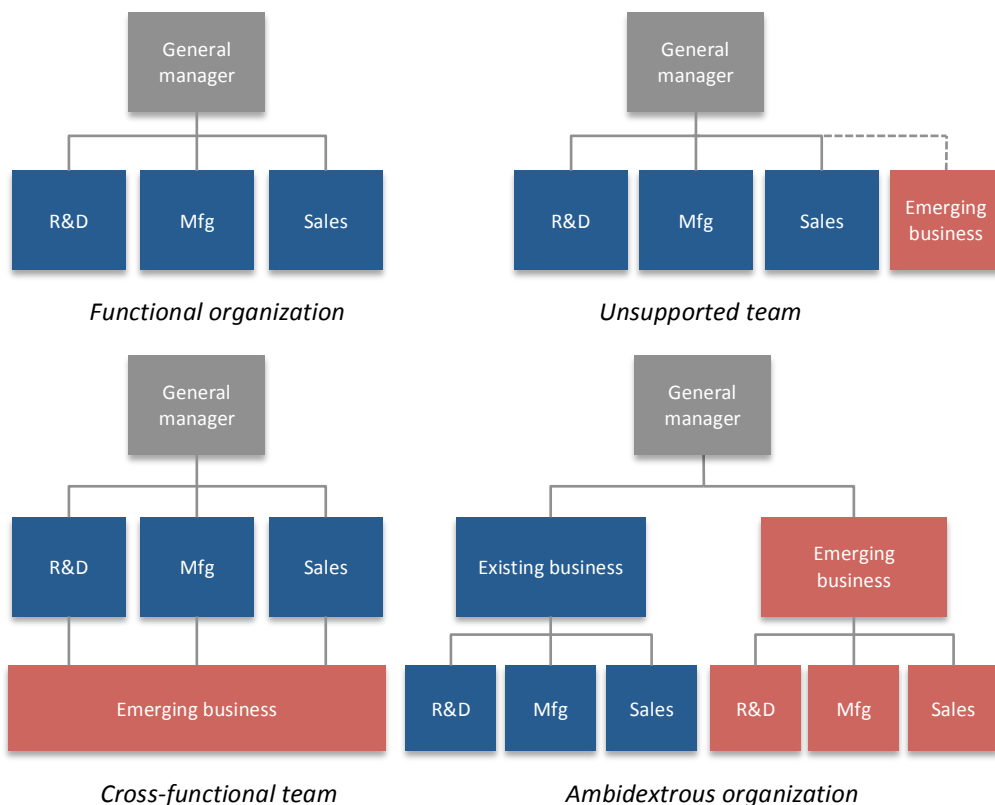 General
manager
General
manager
R&D
Mfg
Sales
R&D
Mfg
Sales
Emerging
business
Functional organization
Unsupported team
General
manager
General
manager
R&D
Mfg
Sales
Existing business
Emerging
business
Emerging business
R&D
Mfg
Sales
R&D
Mfg
Sales
Cross-functional team
Ambidextrous organization